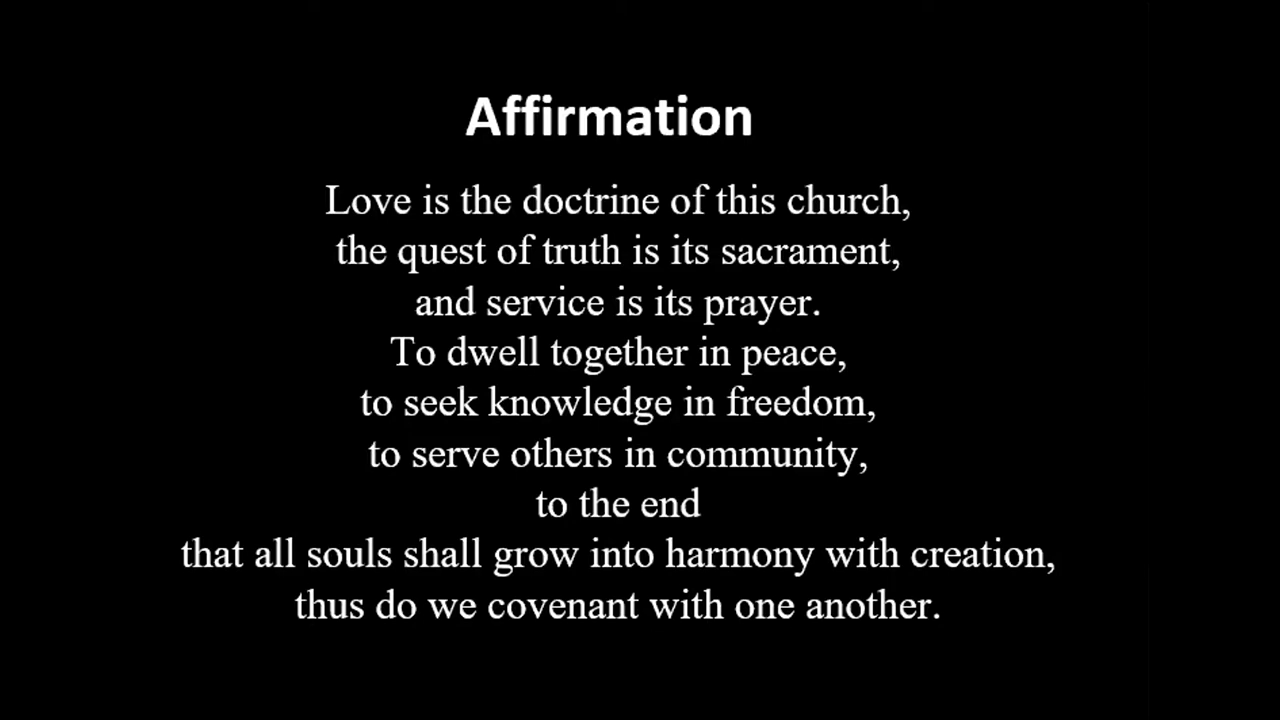 Affirmation
Love is the doctrine of this church,
the quest of truth is its sacrament,
and service is its prayer.
To dwell together in peace,
to seek knowledge in freedom,
to serve others in community,
to the end
that all souls shall grow into harmony with creation,
thus do we covenant with one another.